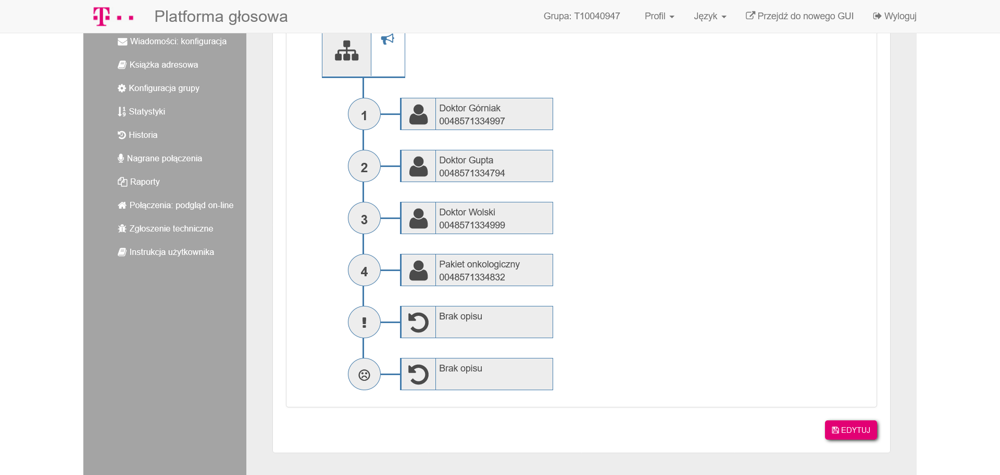 T Platforma głosowa
Grupa: T10040947 Profil Język Przejdź do nowego GUI Wyloguj
Wiadomości: konfiguracja
Książka adresowa
Konfiguracja grupy
Statystyki
Historia
Nagrane połączenia
Raporty
Połączenia: podgląd on-line
Zgłoszenie techniczne
Instrukcja użytkownika
1
Doktor Górniak
0048571334997
2
Doktor Gupta
0048571334794
3
Doktor Wolski
0048571334999
4
Pakiet onkologiczny
0048571334832
!
Brak opisu
Brak opisu
EDYTUJ